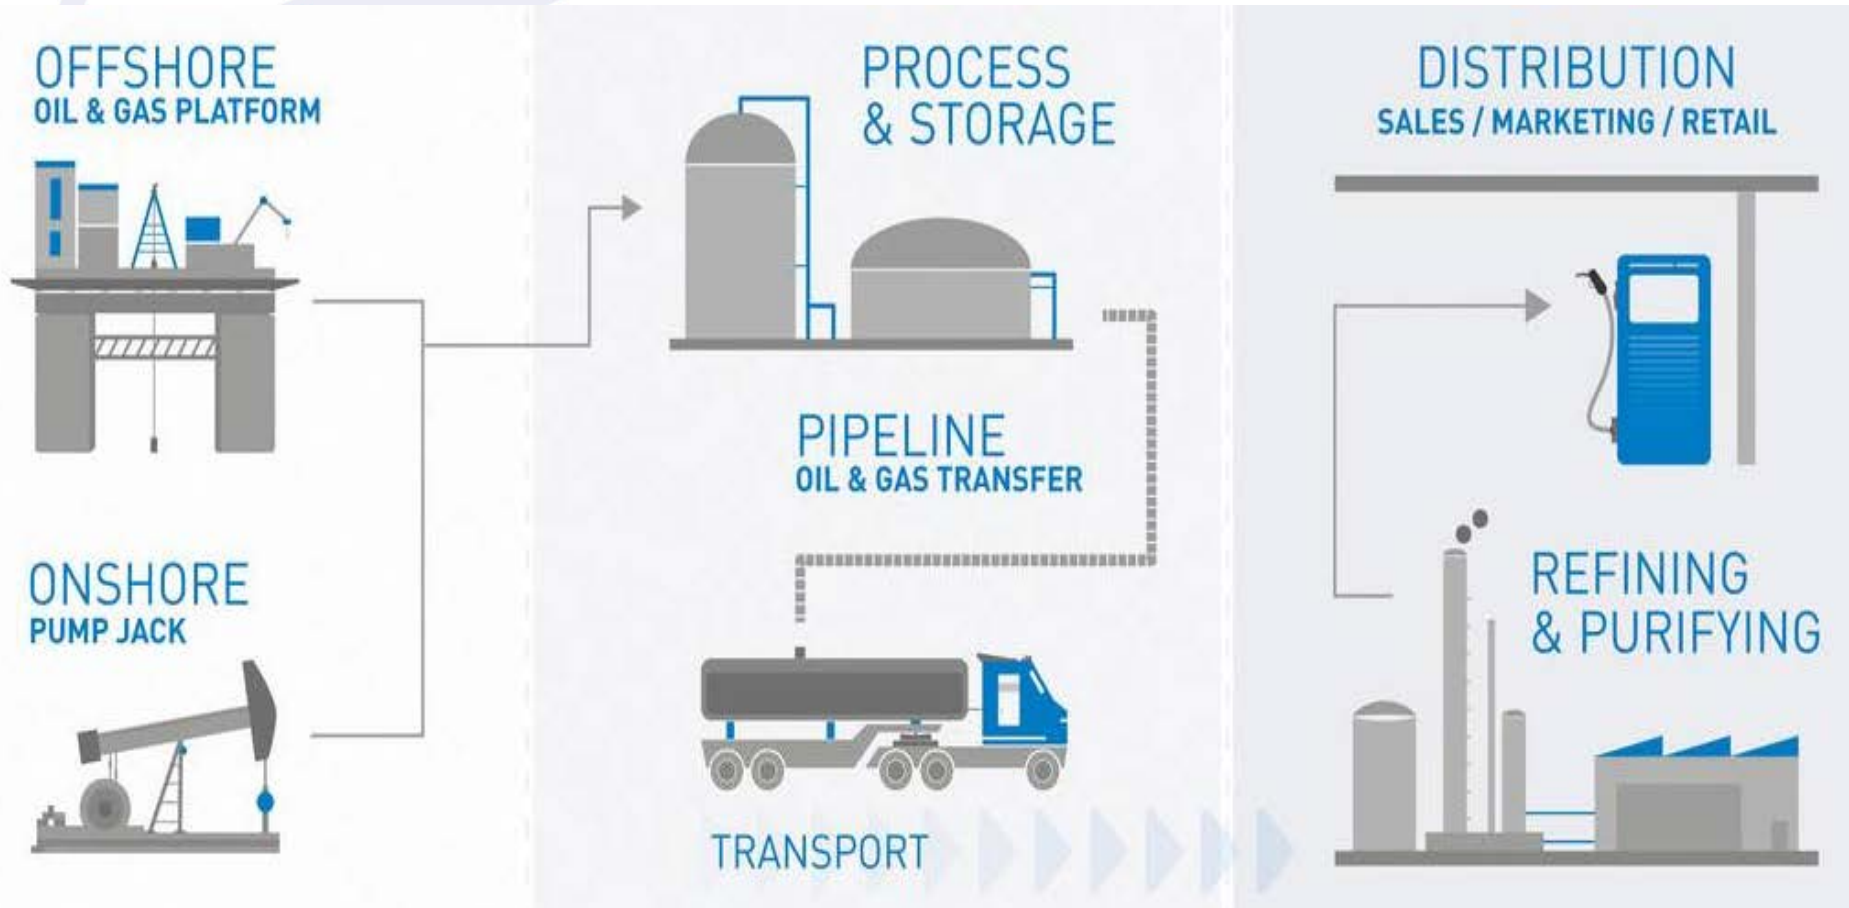 OFFSHORE
OIL & GAS PLATFORM
ONSHORE
PUMP JACK
PROCESS
& STORAGE
PIPELINE
OIL & GAS TRANSFER
TRANSPORT
DISTRIBUTION
SALES / MARKETING / RETAIL
REFINING
& PURIFYING